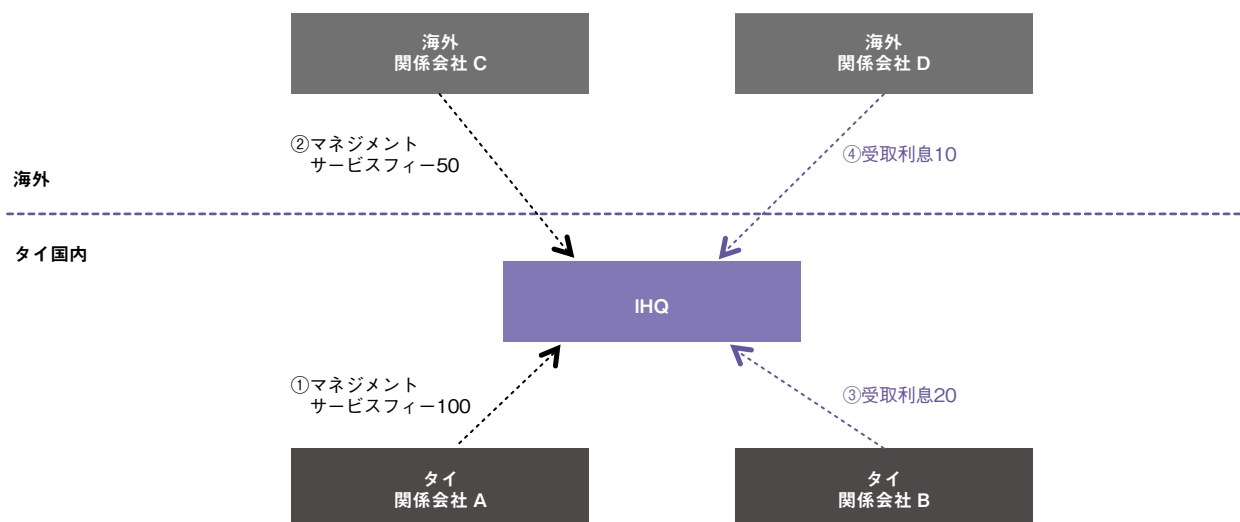 海外
関係会社 C
海外
関係会社 D
②マネジメント
サービスフィー50
④受取利息10
海外
タイ国内
IHQ
①マネジメント
サービスフィー100
③受取利息20
タイ
関係会社 A
タイ
関係会社 B